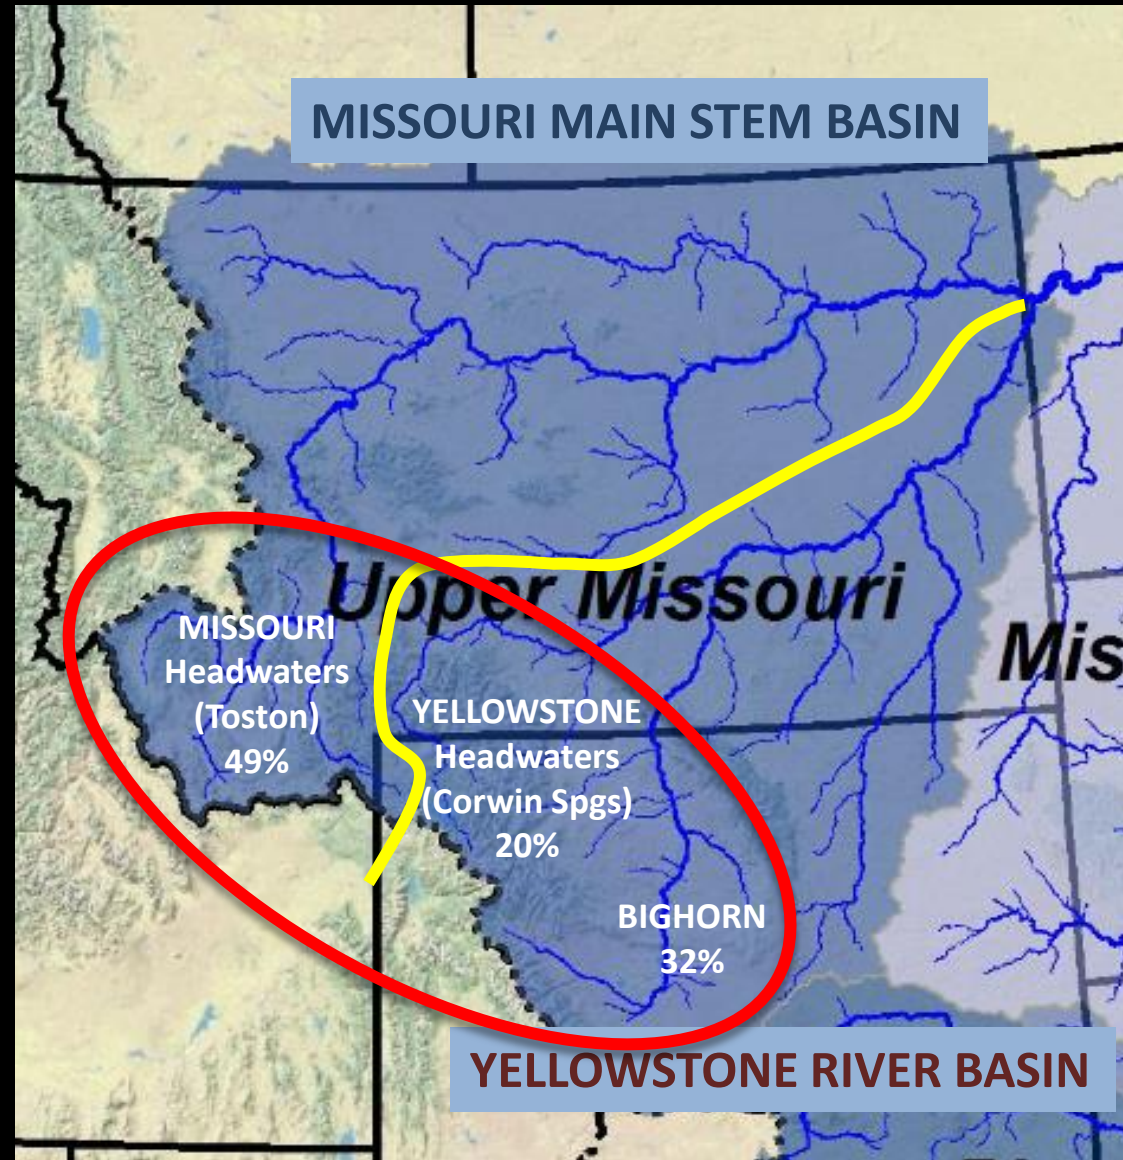 MISSOURI MAIN STEM BASIN
Upper Missouri
Mis
MISSOURI
Headwaters
(Toston)
49%
YELLOWSTONE
Headwaters
(Corwin Spgs)
20%
BIGHORN
32%
YELLOWSTONE RIVER BASIN